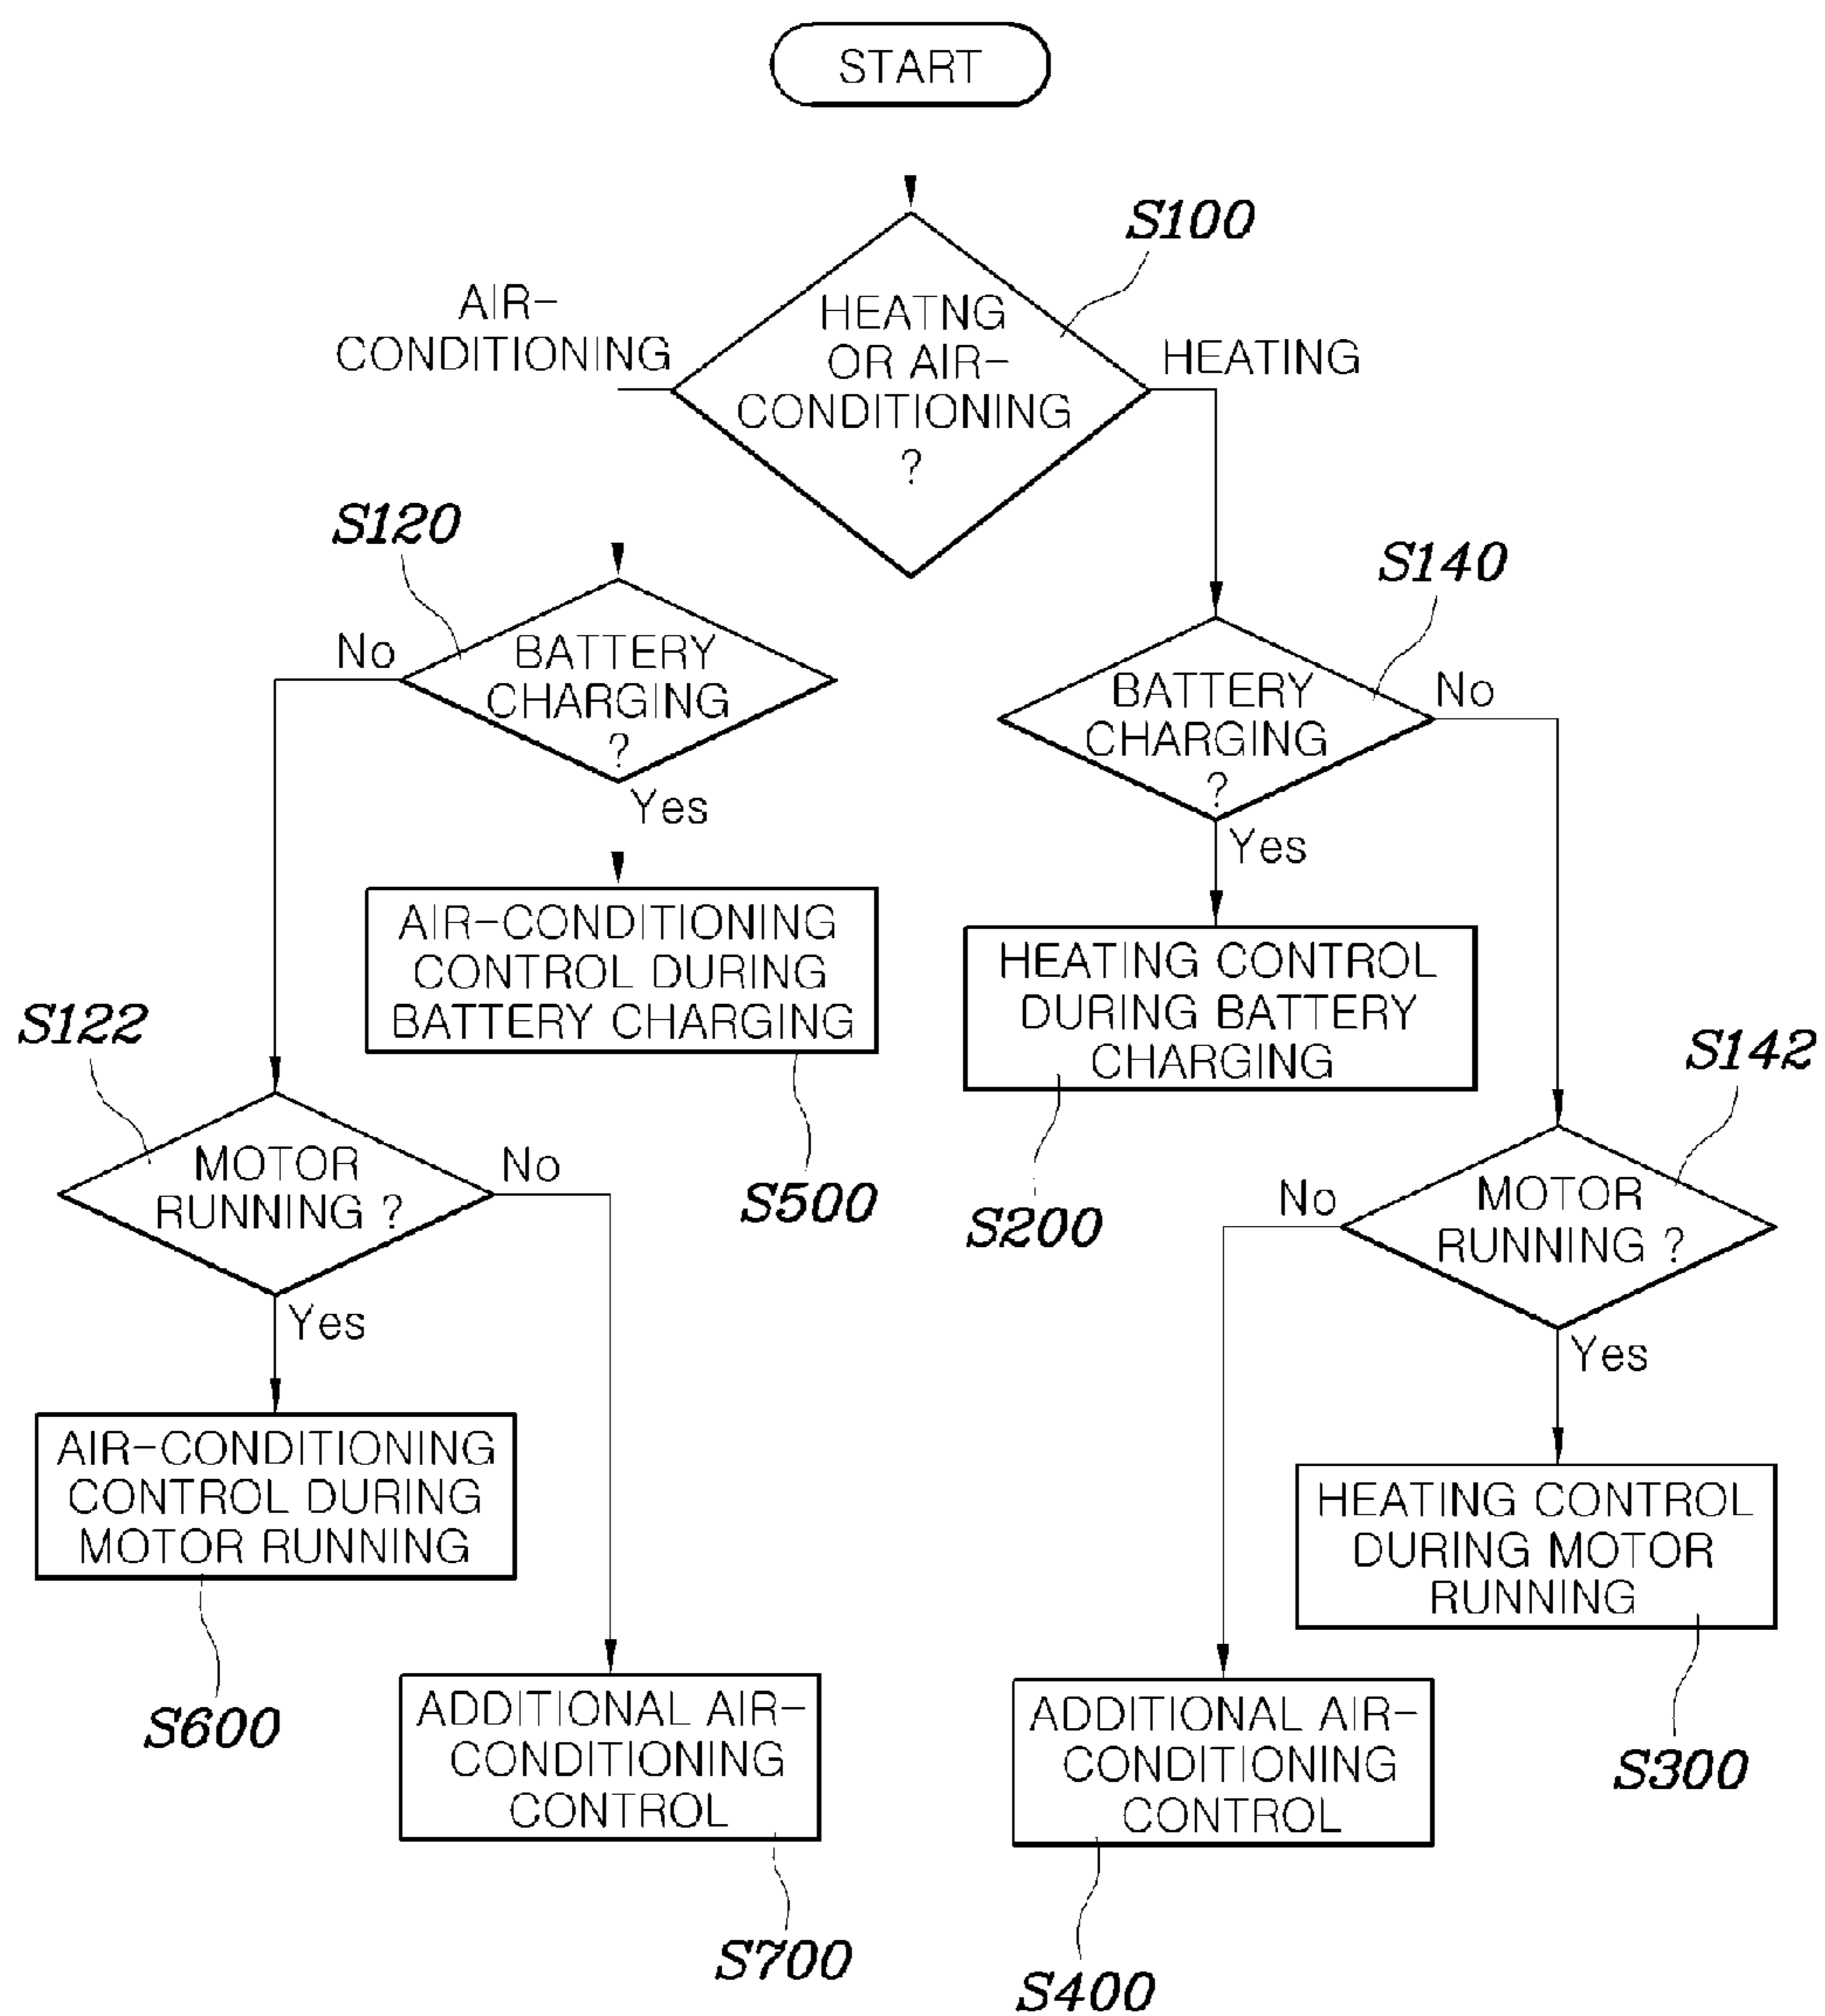 START
S100
AIR-
CONDITIONING
HEATNG
OR AIR-
CONDITIONING
?
HEATING
S120
S140
No
BATTERY
CHARGING
?
Yes
BATTERY
CHARGING
?
No
Yes
AIR-CONDITIONING
CONTROL DURING
BATTERY CHARGING
HEATING CONTROL
DURING BATTERY
CHARGING
S122
S142
MOTOR
RUNNING ?
No
S500
S200
No
MOTOR
RUNNING ?
Yes
Yes
AIR-CONDITIONING
CONTROL DURING
MOTOR RUNNING
HEATING CONTROL
DURING MOTOR
RUNNING
S600
ADDITIONAL AIR-
CONDITIONING
CONTROL
ADDITIONAL AIR-
CONDITIONING
CONTROL
S300
S700
S400